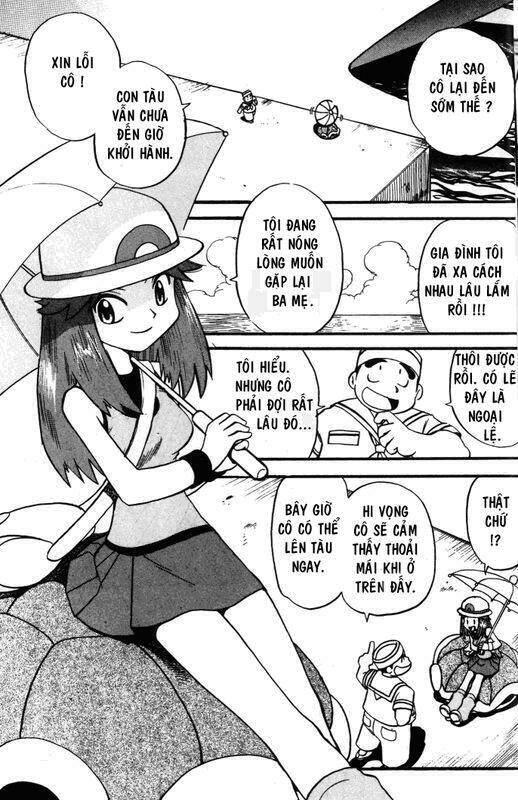 TẠI SAO
CÔ LẠI ĐẾN
SỚM THẾ ?
XIN LỖI
CÔ !
CON TÀU
VẪN CHƯA
ĐẾN GIỜ
KHỞI HÀNH.
GIA ĐÌNH TÔI
ĐÃ XA CÁCH
NHAU LÂU LẮM
RỒI !!!
TÔI ĐANG
RẤT NÓNG
LÒNG MUỐN
GẶP LẠI
BA MẸ.
THÔI ĐƯỢC
RỒI. CÓ LẼ
ĐÂY LÀ
NGOẠI
LỆ.
TÔI HIỂU.
NHƯNG CÔ
PHẢI ĐỢI RẤT
LÂU ĐÓ...
THẬT
CHỨ
!?
HI VỌNG
CÔ SẼ CẢM
THẤY THOẢI
MÁI KHI Ở
TRÊN ĐẤY.
BÂY GIỜ
CÔ CÓ THỂ
LÊN TÀU
NGAY.